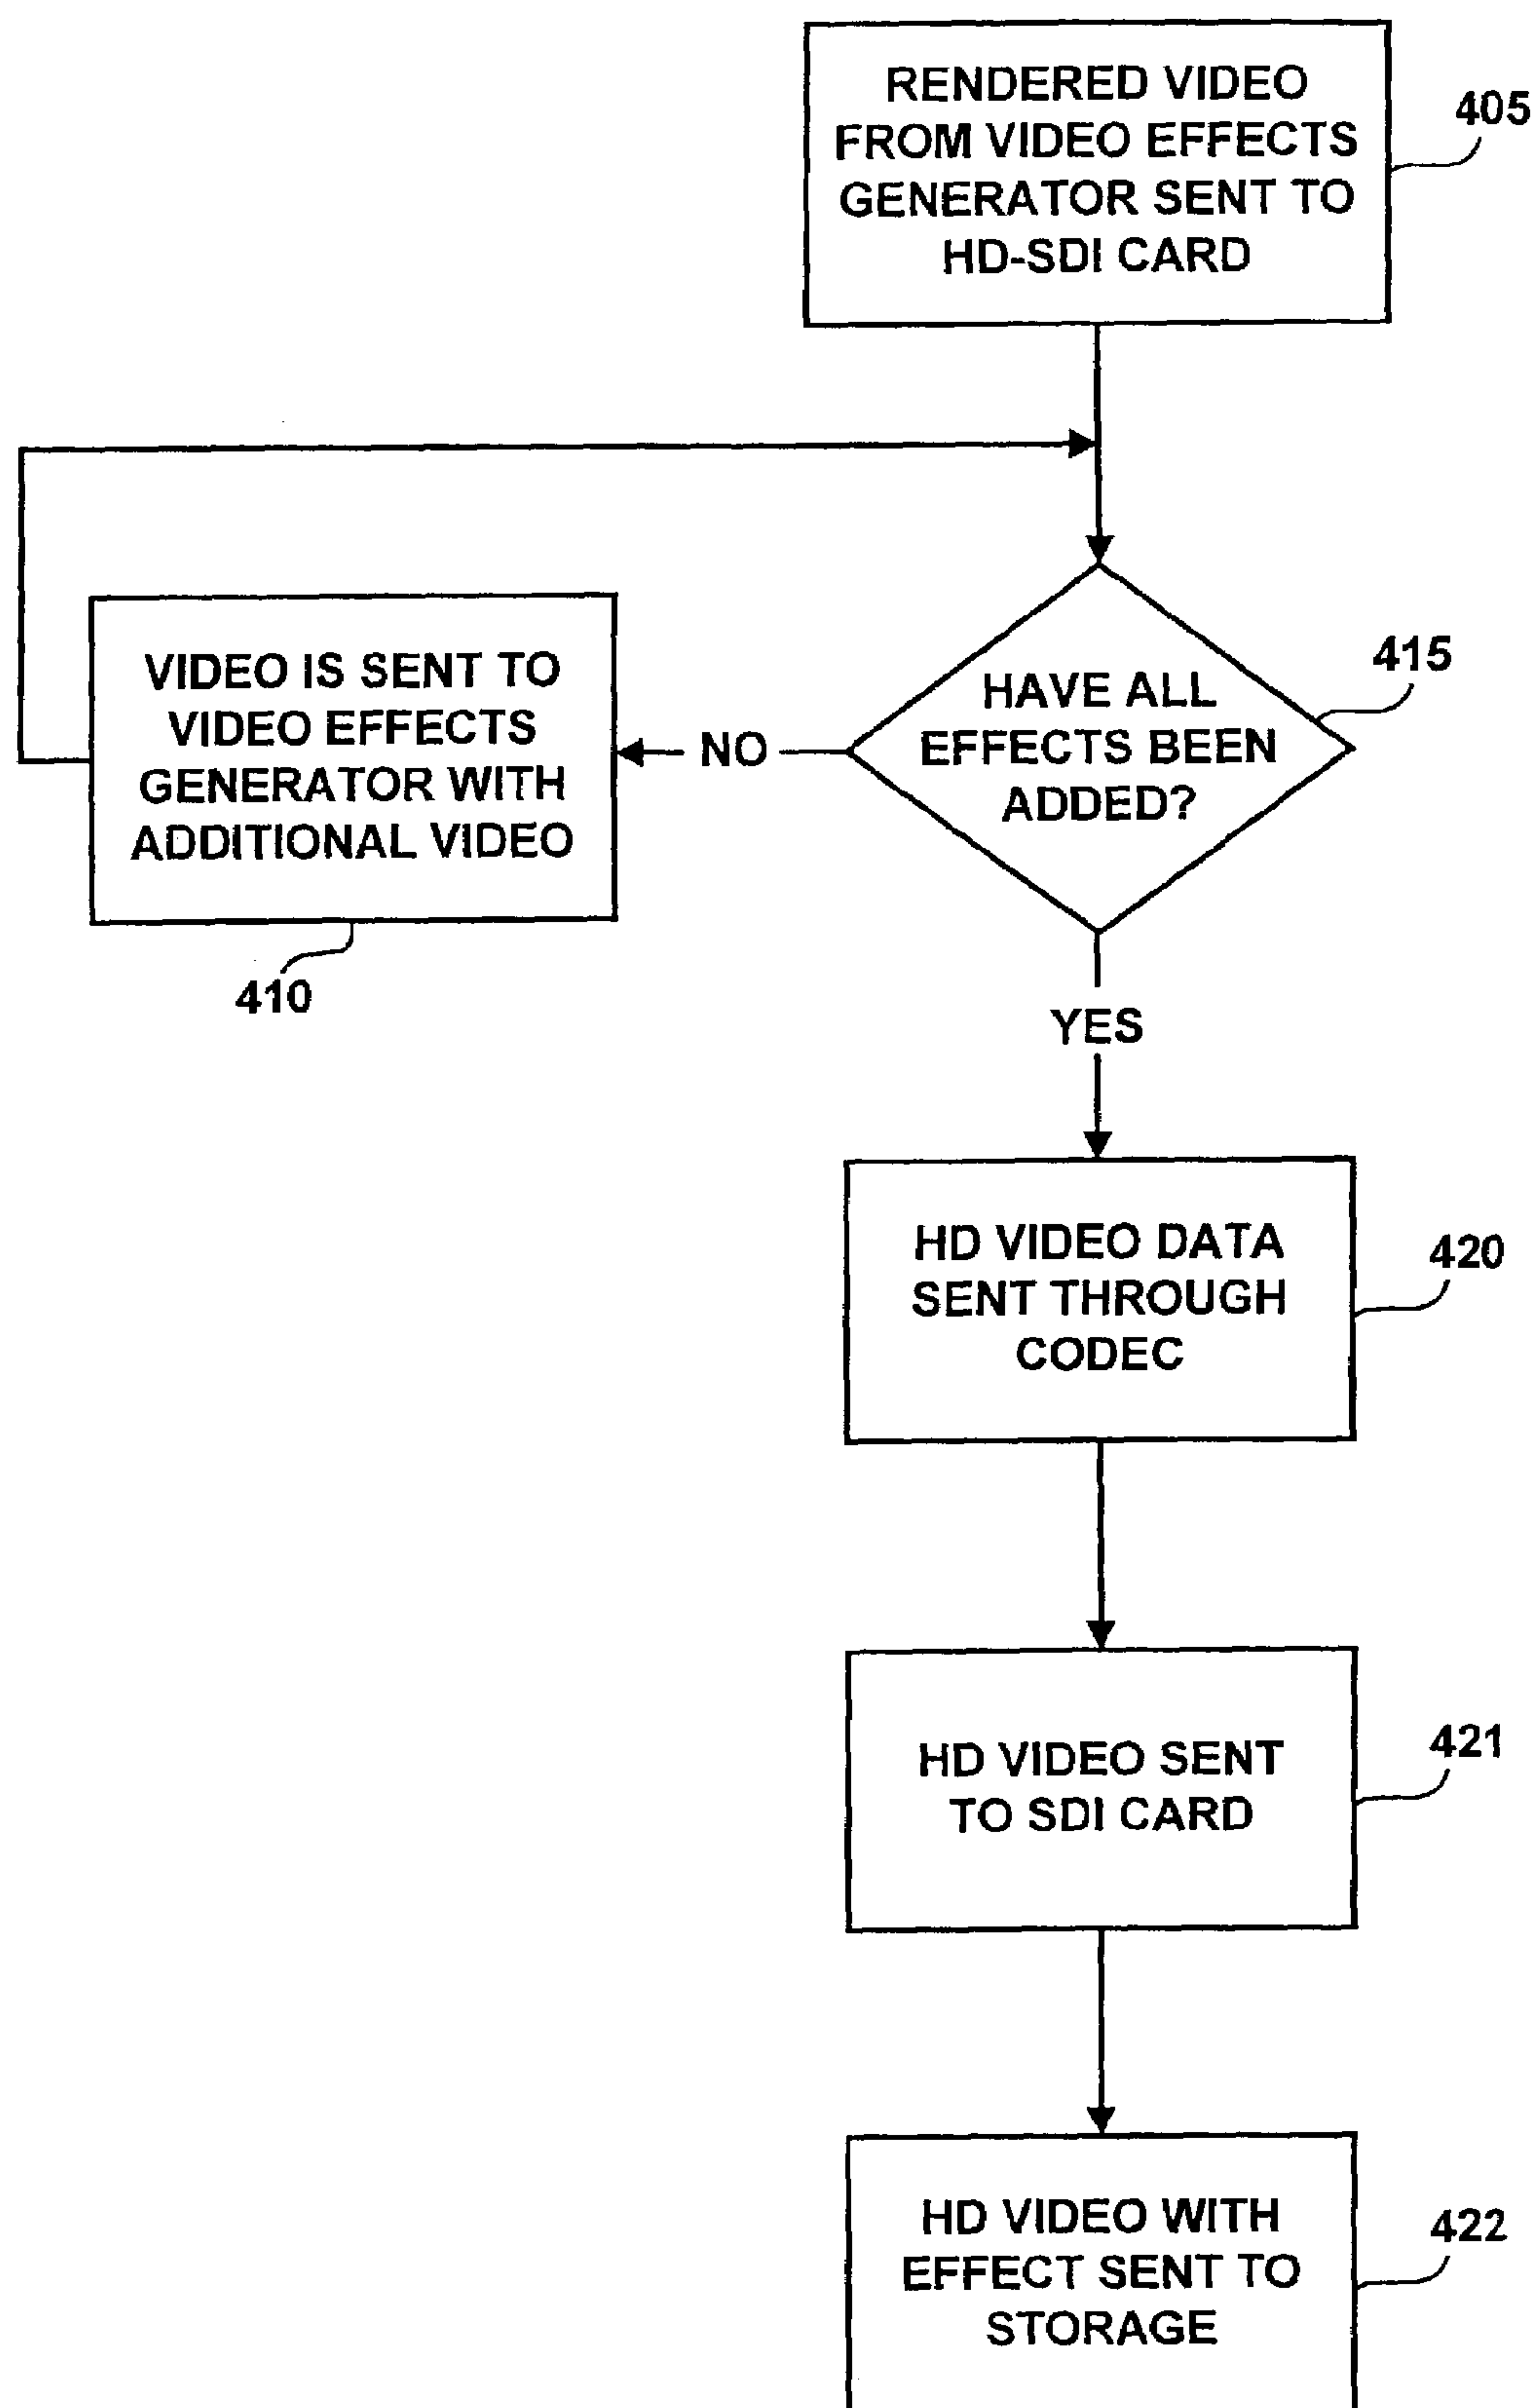 RENDERED VIDEO
FROM VIDEO EFFECTS
GENERATOR SENT TO
HD-SDI CARD
405
VIDEO IS SENT TO
VIDEO EFFECTS
GENERATOR WITH
ADDITIONAL VIDEO
410
NO
HAVE ALL
EFFECTS BEEN
ADDED?
415
YES
HD VIDEO DATA
SENT THROUGH
CODEC
420
HD VIDEO SENT
TO SDI CARD
421
HD VIDEO WITH
EFFECT SENT TO
STORAGE
422